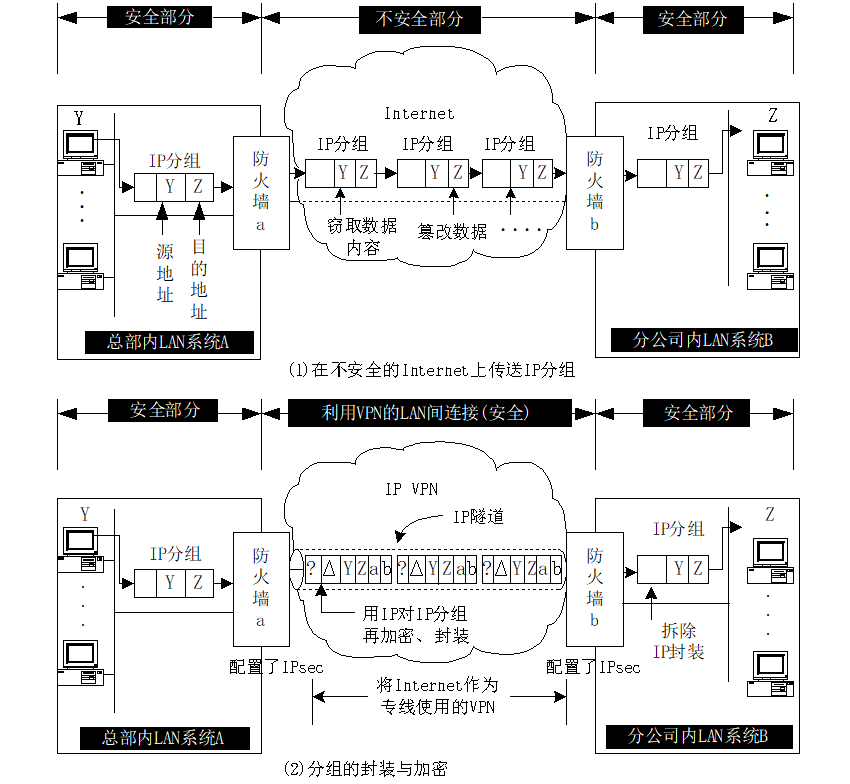 安全部分
不安全部分
安全部分
Internet
Y
Z
IP分组
IP分组
IP分组
IP分组
IP分组
防火墙a
防火墙b
Y Z
Y Z
Y Z
Y Z
Y Z
源地址
目的地址
窃取数据
内容
篡改数据
·····
总部内LAN系统A
分公司内LAN系统B
(1)在不安全的Internet上传送IP分组
安全部分
利用VPN的LAN间连接(安全)
安全部分
IP VPN
IP隧道
Y
Z
IP分组
IP分组
防火墙a
防火墙b
Y Z
? △ Y Z a b
? △ Y Z a b
? △ Y Z a b
Y Z
用IP对IP分组
再加密、封装
拆除
IP封装
配置了IPsec
配置了IPsec
将Internet作为
专线使用的VPN
总部内LAN系统A
分公司内LAN系统B
(2)分组的封装与加密